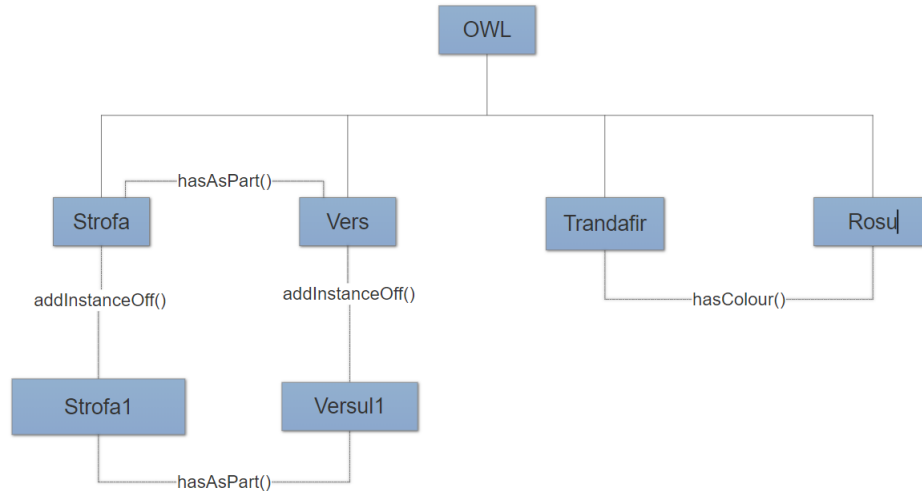 OWL
hasAsPart()
Strofa
Vers
Trandafir
Rosu
addInstanceOff()
addInstanceOff()
hasColour()
Strofa1
Versul1
hasAsPart()